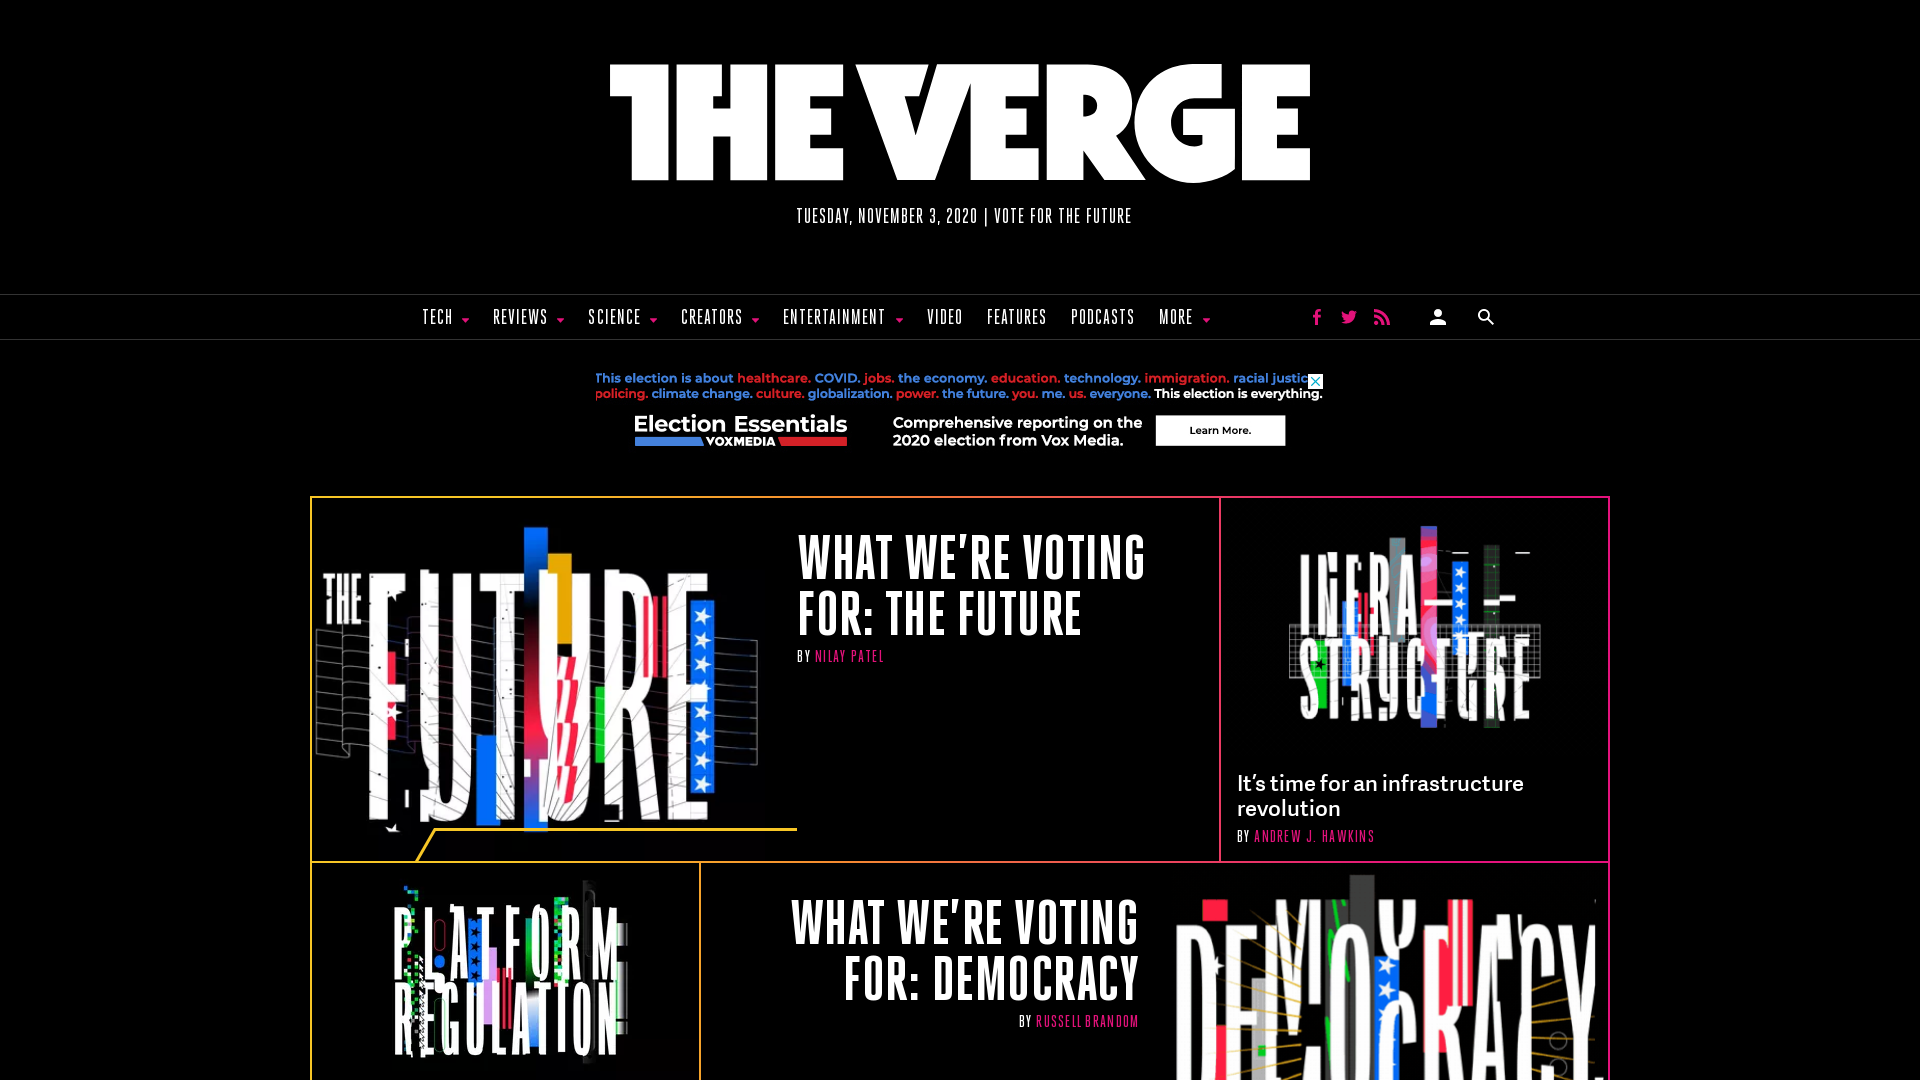 THE VERGE
TUESDAY, NOVEMBER 3, 2020 | VOTE FOR THE FUTURE
TECH REVIEWS SCIENCE CREATORS ENTERTAINMENT VIDEO FEATURES PODCASTS MORE
This election is about healthcare. COVID. jobs. the economy. education. technology. immigration. racial justic
policing. climate change. culture. globalization. power. the future. you. me. us. everyone. This election is everything.
Election Essentials
VOXMEDIA
Comprehensive reporting on the
2020 election from Vox Media.
Learn More.
THE
FUTURE
WHAT WE'RE VOTING
FOR: THE FUTURE
BY NILAY PATEL
INFRA
STRUCTURE
It's time for an infrastructure
revolution
BY ANDREW J. HAWKINS
PLATFORM
REGULATION
WHAT WE'RE VOTING
FOR: DEMOCRACY
BY RUSSELL BRANDOM
DEMOCRACY